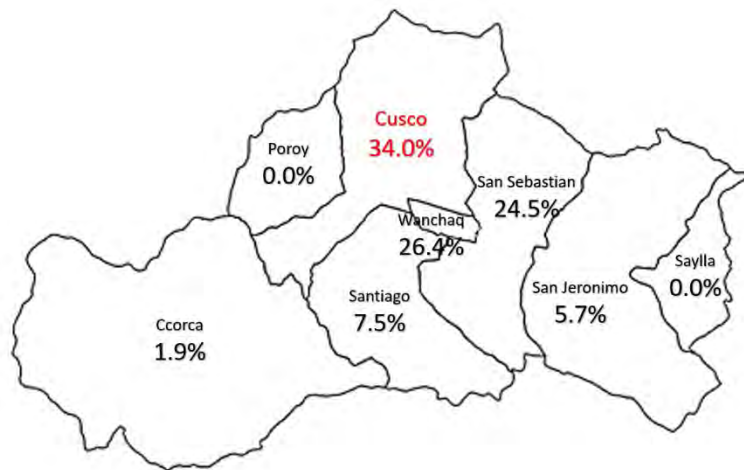 Cusco
34.0%
Poroy
0.0%
San Sebastian
24.5%
Wanchaq
26.4%
Saylla
0.0%
San Jeronimo
5.7%
Santiago
7.5%
Ccorca
1.9%